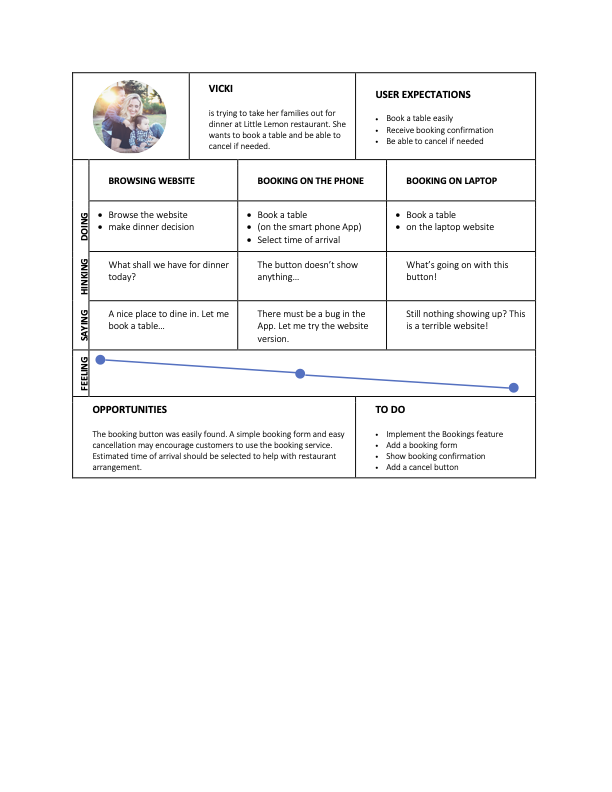 VICKI
is trying to take her families out for
dinner at Little Lemon restaurant. She
wants to book a table and be able to
cancel if needed.
USER EXPECTATIONS
• Book a table easily
• Receive booking confirmation
• Be able to cancel if needed
BROWSING WEBSITE
BOOKING ON THE PHONE
BOOKING ON LAPTOP
DOING
• Browse the website
• make dinner decision
• Book a table
• (on the smart phone App)
• Select time of arrival
• Book a table
• on the laptop website
HINKING
What shall we have for dinner
today?
The button doesn't show
anything…
What's going on with this
button!
SAYING
A nice place to dine in. Let me
book a table…
There must be a bug in the
App. Let me try the website
version.
Still nothing showing up? This
is a terrible website!
FEELING
OPPORTUNITIES
The booking button was easily found. A simple booking form and easy
cancellation may encourage customers to use the booking service.
Estimated time of arrival should be selected to help with restaurant
arrangement.
TO DO
• Implement the Bookings feature
• Add a booking form
• Show booking confirmation
• Add a cancel button